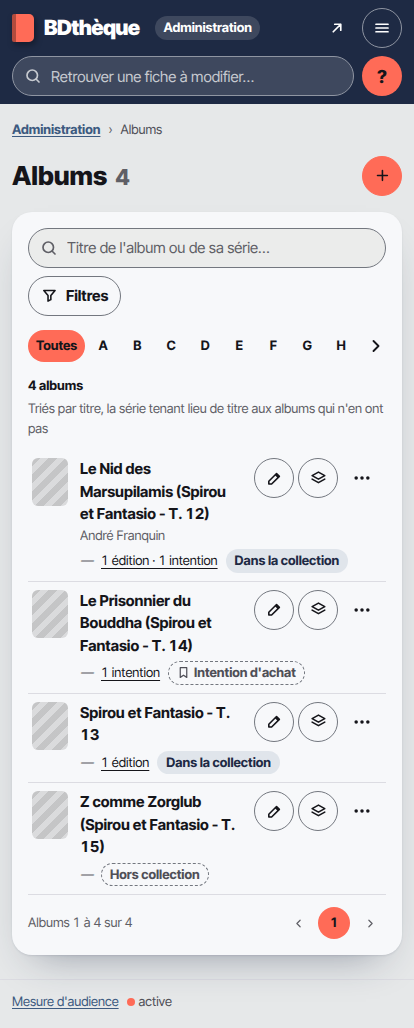 BDthèque Administration
Retrouver une fiche à modifier... ?
Administration › Albums
Albums 4
Titre de l'album ou de sa série...
Filtres
Toutes A B C D E F G H
4 albums
Triés par titre, la série tenant lieu de titre aux albums qui n'en ont
pas
Le Nid des
Marsupilamis (Spirou
et Fantasio - T. 12)
André Franquin
— 1 édition · 1 intention Dans la collection
Le Prisonnier du
Bouddha (Spirou et
Fantasio - T. 14)
— 1 intention Intention d'achat
Spirou et Fantasio - T.
13
— 1 édition Dans la collection
Z comme Zorglub
(Spirou et Fantasio - T.
15)
— Hors collection
Albums 1 à 4 sur 4 ‹ 1 ›
Mesure d'audience active